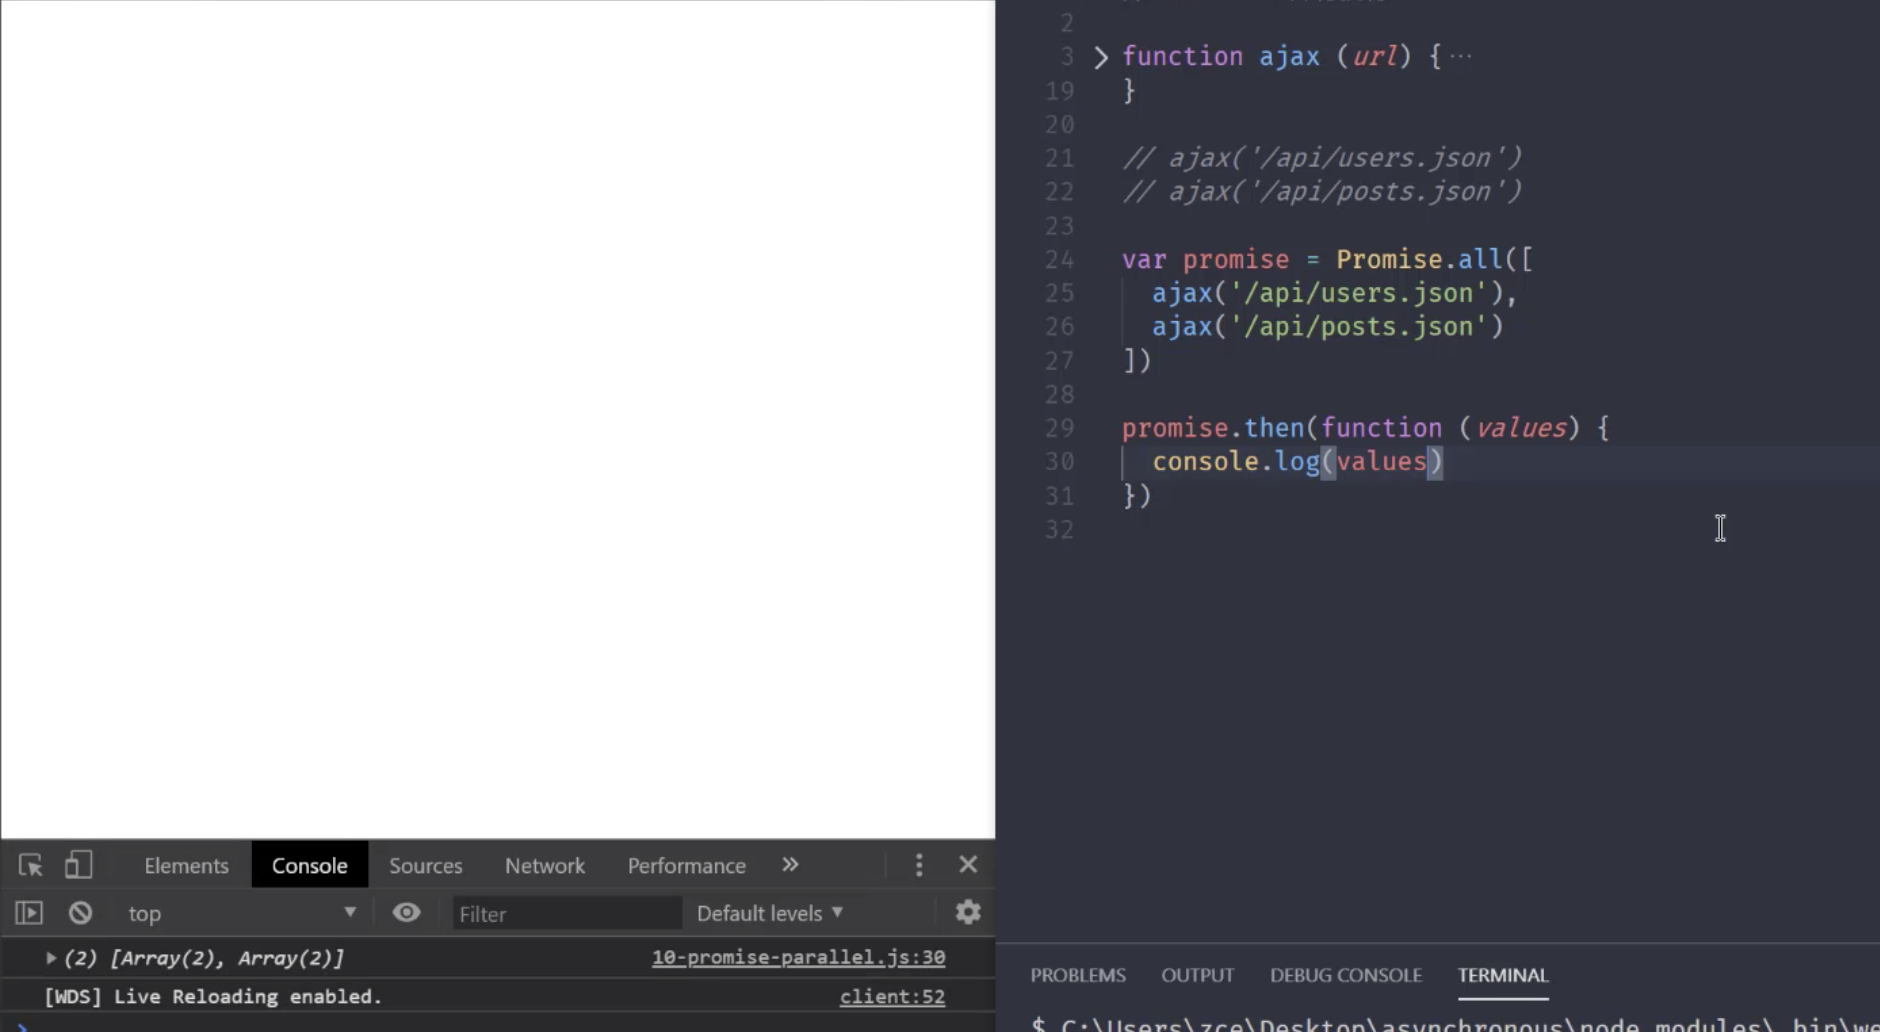 2
3 function ajax (url) {···
19 }
20
21 // ajax('/api/users.json')
22 // ajax('/api/posts.json')
23
24 var promise = Promise.all([
25 ajax('/api/users.json'),
26 ajax('/api/posts.json')
27 ])
28
29 promise.then(function (values) {
30 console.log(values)
31 })
32
Elements Console Sources Network Performance
top Filter Default levels
(2) [Array(2), Array(2)] 10-promise-parallel.js:30
[WDS] Live Reloading enabled. client:52
PROBLEMS OUTPUT DEBUG CONSOLE TERMINAL
$ C:\Users\zce\Desktop\asynchronous\node_modules\.bin\we